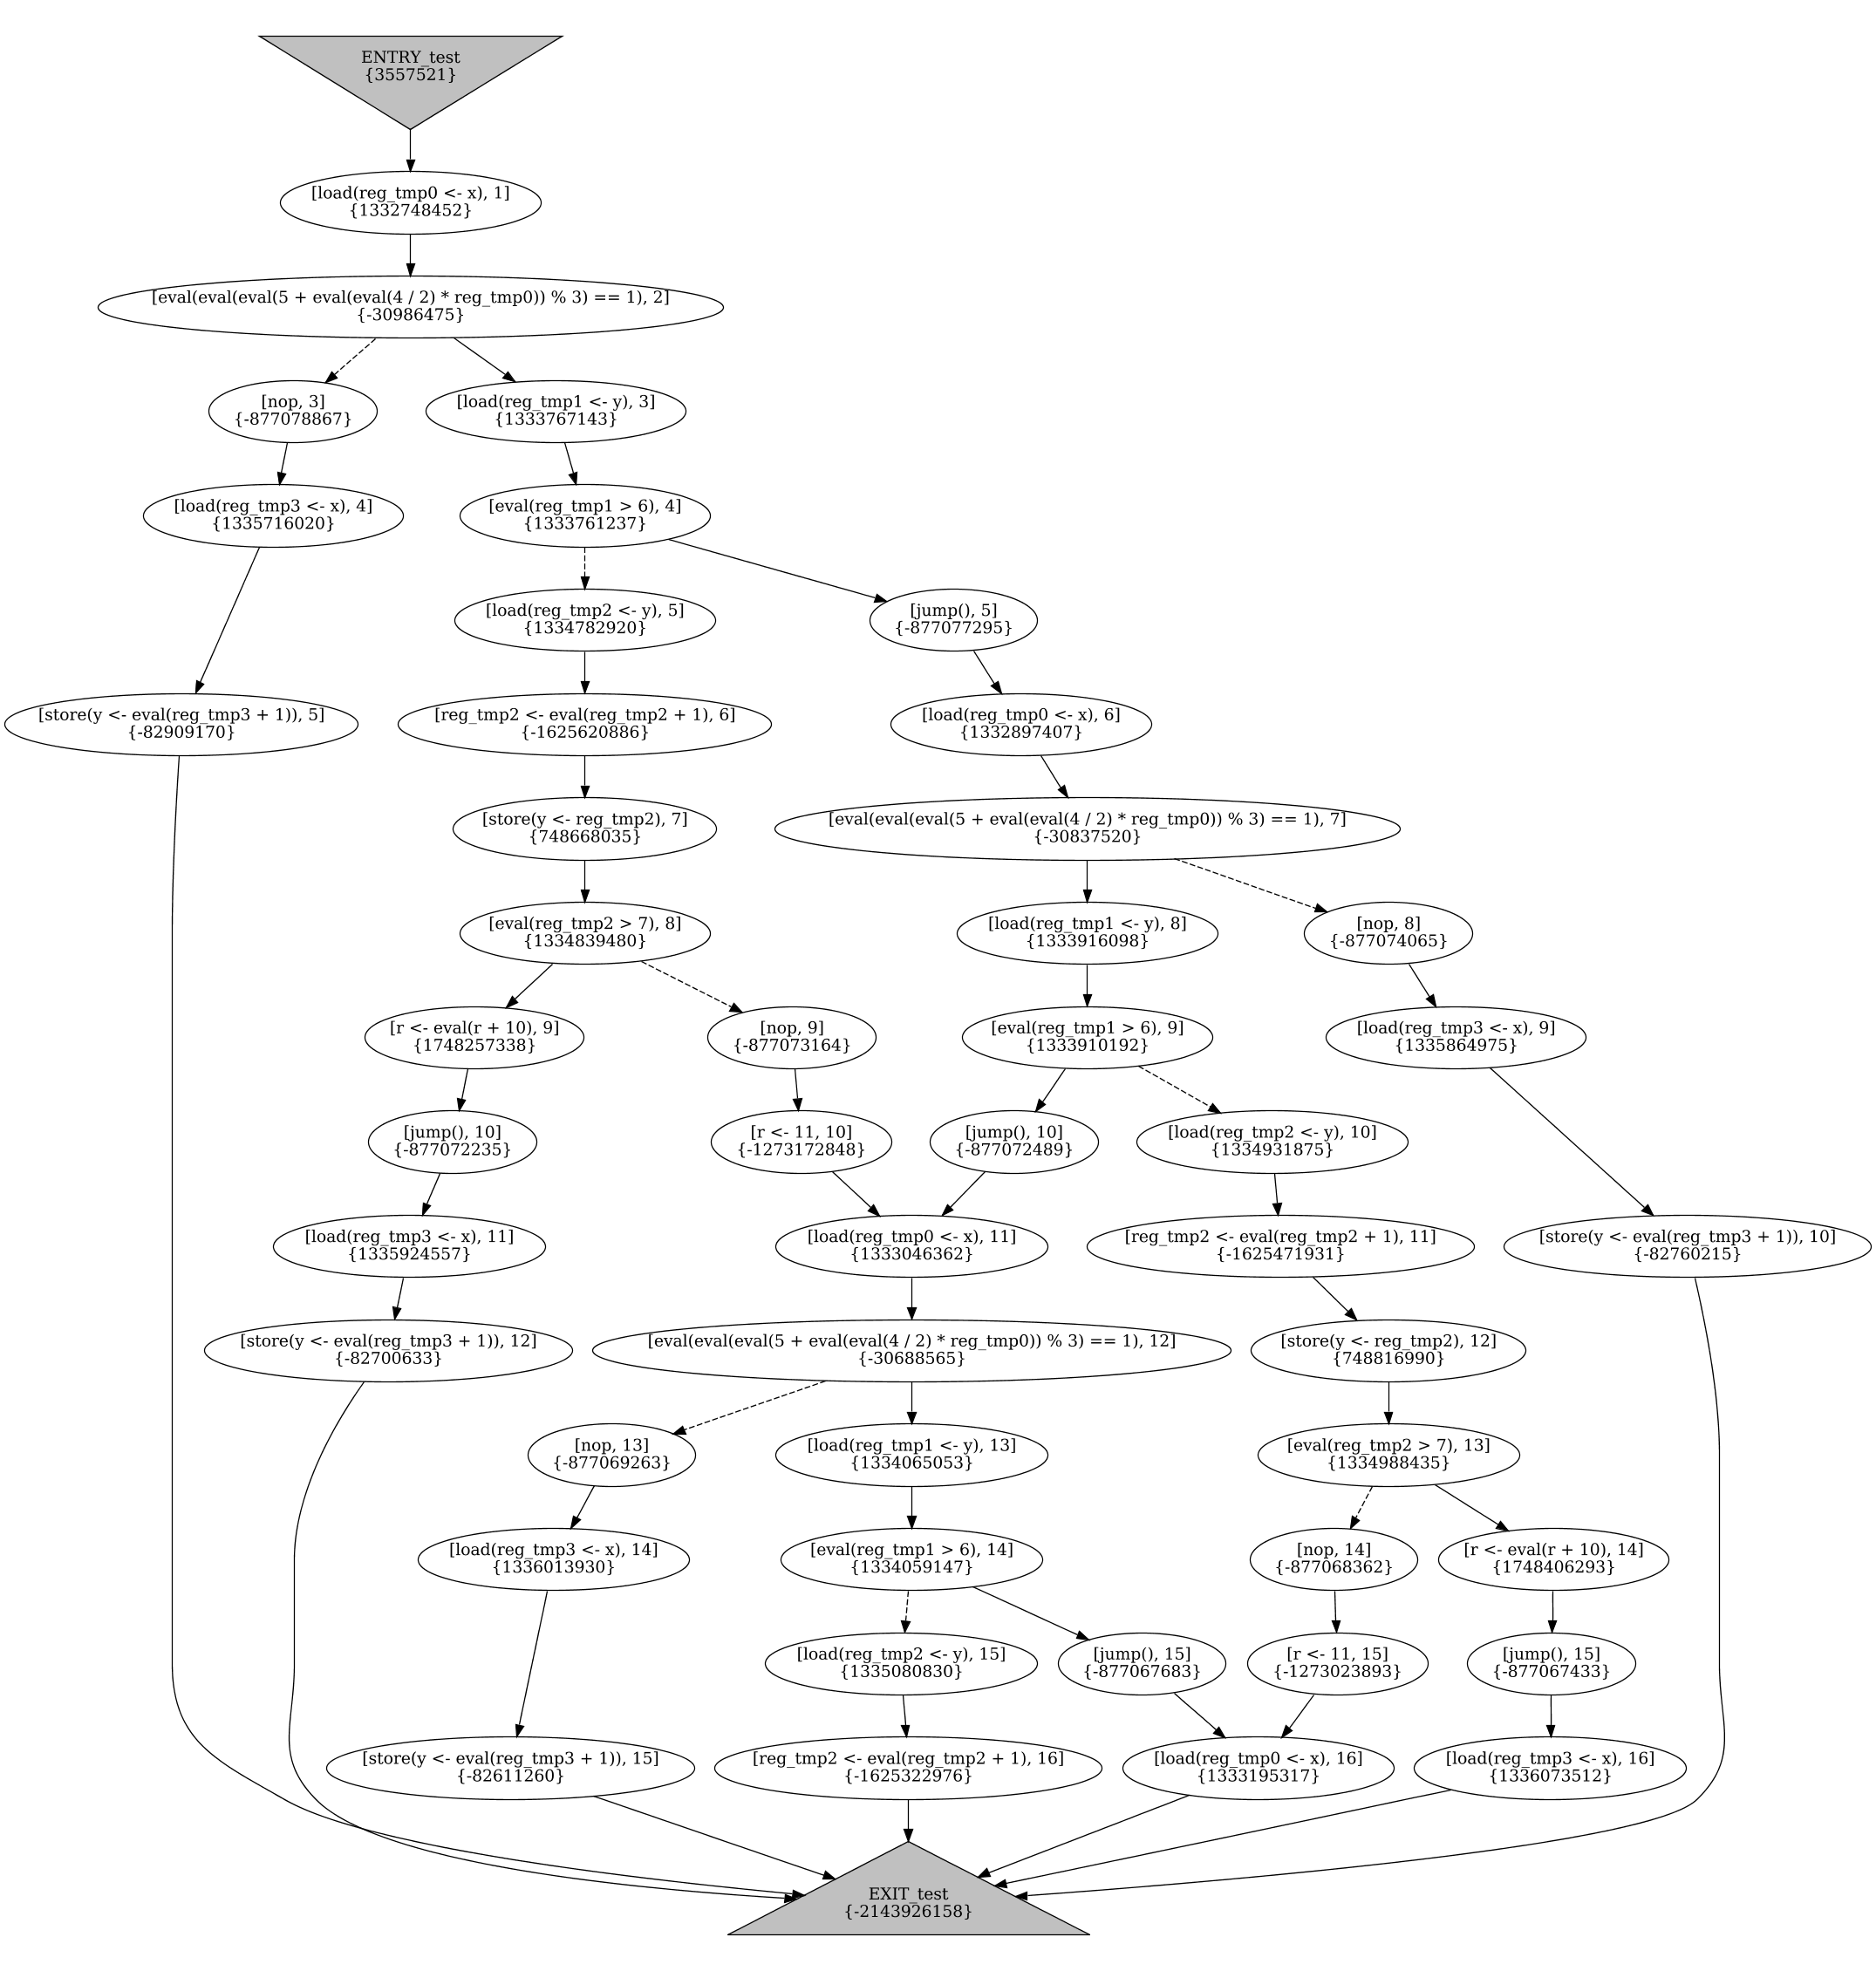 ENTRY_test
{3557521}
[load(reg_tmp0 <- x), 1]
{1332748452}
[eval(eval(eval(5 + eval(eval(4 / 2) * reg_tmp0)) % 3) == 1), 2]
{-30986475}
[nop, 3]
{-877078867}
[load(reg_tmp1 <- y), 3]
{1333767143}
[load(reg_tmp3 <- x), 4]
{1335716020}
[eval(reg_tmp1 > 6), 4]
{1333761237}
[load(reg_tmp2 <- y), 5]
{1334782920}
[jump(), 5]
{-877077295}
[store(y <- eval(reg_tmp3 + 1)), 5]
{-82909170}
[reg_tmp2 <- eval(reg_tmp2 + 1), 6]
{-1625620886}
[load(reg_tmp0 <- x), 6]
{1332897407}
[store(y <- reg_tmp2), 7]
{748668035}
[eval(eval(eval(5 + eval(eval(4 / 2) * reg_tmp0)) % 3) == 1), 7]
{-30837520}
[eval(reg_tmp2 > 7), 8]
{1334839480}
[load(reg_tmp1 <- y), 8]
{1333916098}
[nop, 8]
{-877074065}
[r <- eval(r + 10), 9]
{1748257338}
[nop, 9]
{-877073164}
[eval(reg_tmp1 > 6), 9]
{1333910192}
[load(reg_tmp3 <- x), 9]
{1335864975}
[jump(), 10]
{-877072235}
[r <- 11, 10]
{-1273172848}
[jump(), 10]
{-877072489}
[load(reg_tmp2 <- y), 10]
{1334931875}
[load(reg_tmp3 <- x), 11]
{1335924557}
[load(reg_tmp0 <- x), 11]
{1333046362}
[reg_tmp2 <- eval(reg_tmp2 + 1), 11]
{-1625471931}
[store(y <- eval(reg_tmp3 + 1)), 10]
{-82760215}
[store(y <- eval(reg_tmp3 + 1)), 12]
{-82700633}
[eval(eval(eval(5 + eval(eval(4 / 2) * reg_tmp0)) % 3) == 1), 12]
{-30688565}
[store(y <- reg_tmp2), 12]
{748816990}
[nop, 13]
{-877069263}
[load(reg_tmp1 <- y), 13]
{1334065053}
[eval(reg_tmp2 > 7), 13]
{1334988435}
[load(reg_tmp3 <- x), 14]
{1336013930}
[eval(reg_tmp1 > 6), 14]
{1334059147}
[nop, 14]
{-877068362}
[r <- eval(r + 10), 14]
{1748406293}
[load(reg_tmp2 <- y), 15]
{1335080830}
[jump(), 15]
{-877067683}
[r <- 11, 15]
{-1273023893}
[jump(), 15]
{-877067433}
[store(y <- eval(reg_tmp3 + 1)), 15]
{-82611260}
[reg_tmp2 <- eval(reg_tmp2 + 1), 16]
{-1625322976}
[load(reg_tmp0 <- x), 16]
{1333195317}
[load(reg_tmp3 <- x), 16]
{1336073512}
EXIT_test
{-2143926158}